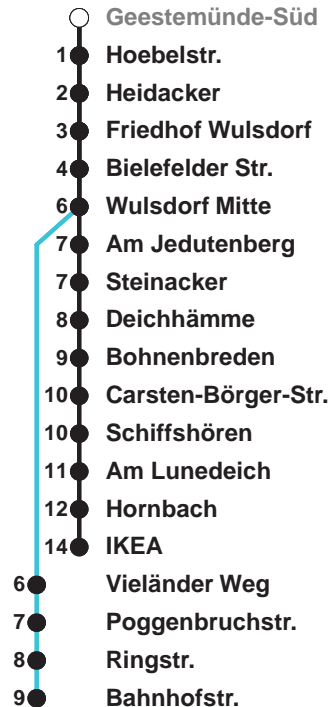 Geestemünde-Süd
1 Hoebelstr.
2 Heidacker
3 Friedhof Wulsdorf
4 Bielefelder Str.
6 Wulsdorf Mitte
7 Am Jedutenberg
7 Steinacker
8 Deichhämme
9 Bohnenbreden
10 Carsten-Börger-Str.
10 Schiffshören
11 Am Lunedeich
12 Hornbach
14 IKEA
6 Vieländer Weg
7 Poggenbruchstr.
8 Ringstr.
9 Bahnhofstr.